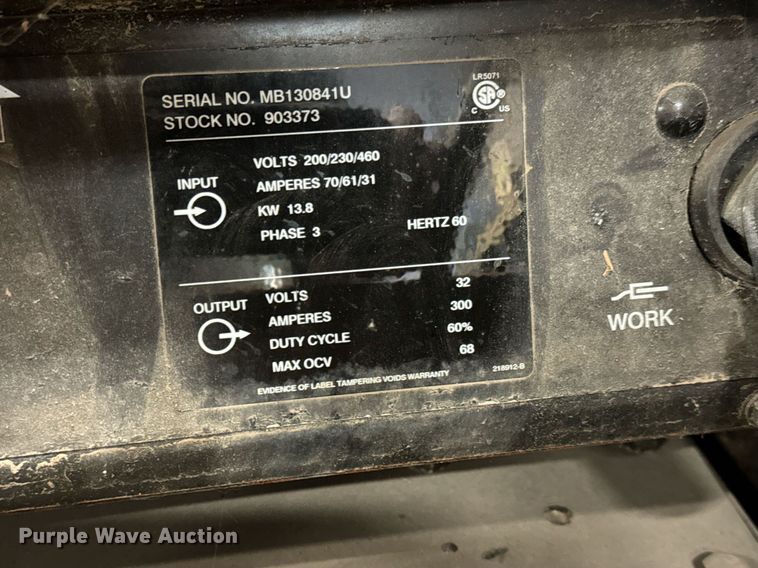 LR5071
SERIAL NO. MB130841U
SA
C US
STOCK NO. 903373
INPUT
VOLTS 200/230/460
AMPERES 70/61/31
KW 13.8
PHASE 3 HERTZ 60
OUTPUT
VOLTS 32
AMPERES 300
DUTY CYCLE 60%
MAX OCV 68
218912-B
EVIDENCE OF LABEL TAMPERING VOIDS WARRANTY
WORK
Purple Wave Auction